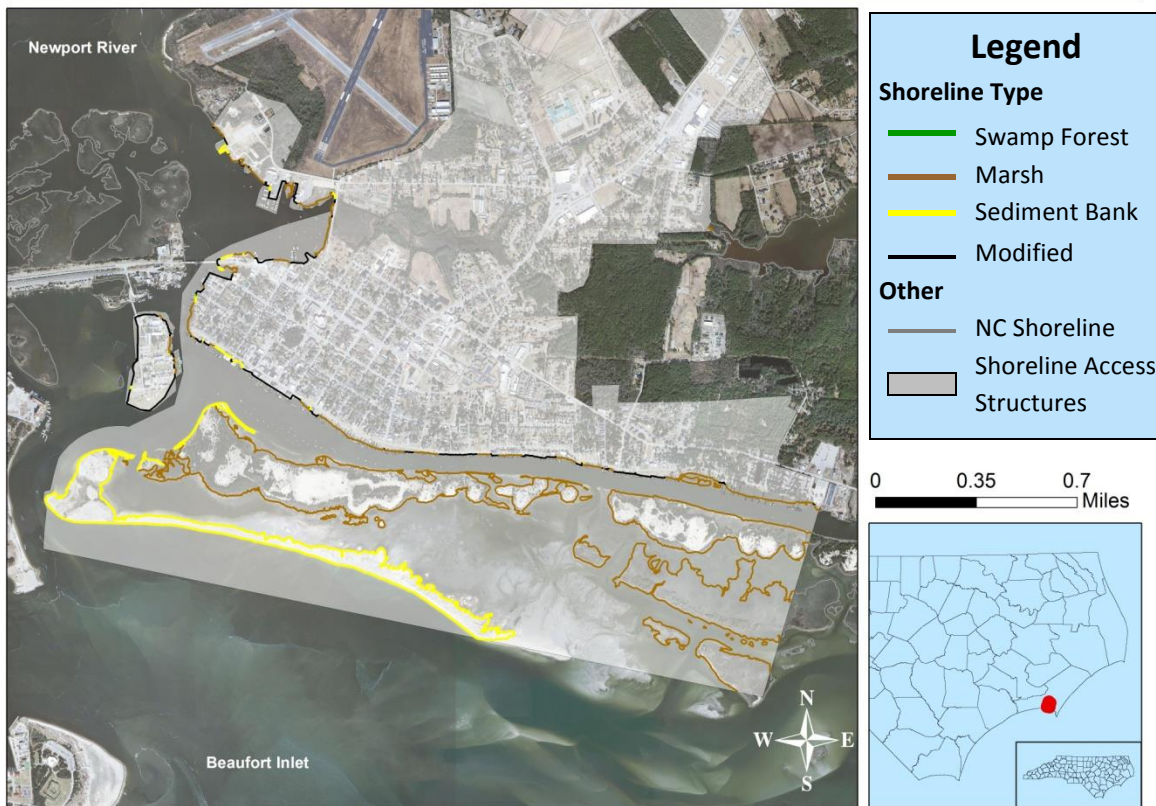 Newport River
Beaufort Inlet
N
W E
S
Legend
Shoreline Type
Swamp Forest
Marsh
Sediment Bank
Modified
Other
NC Shoreline
Shoreline Access
Structures
0 0.35 0.7
Miles